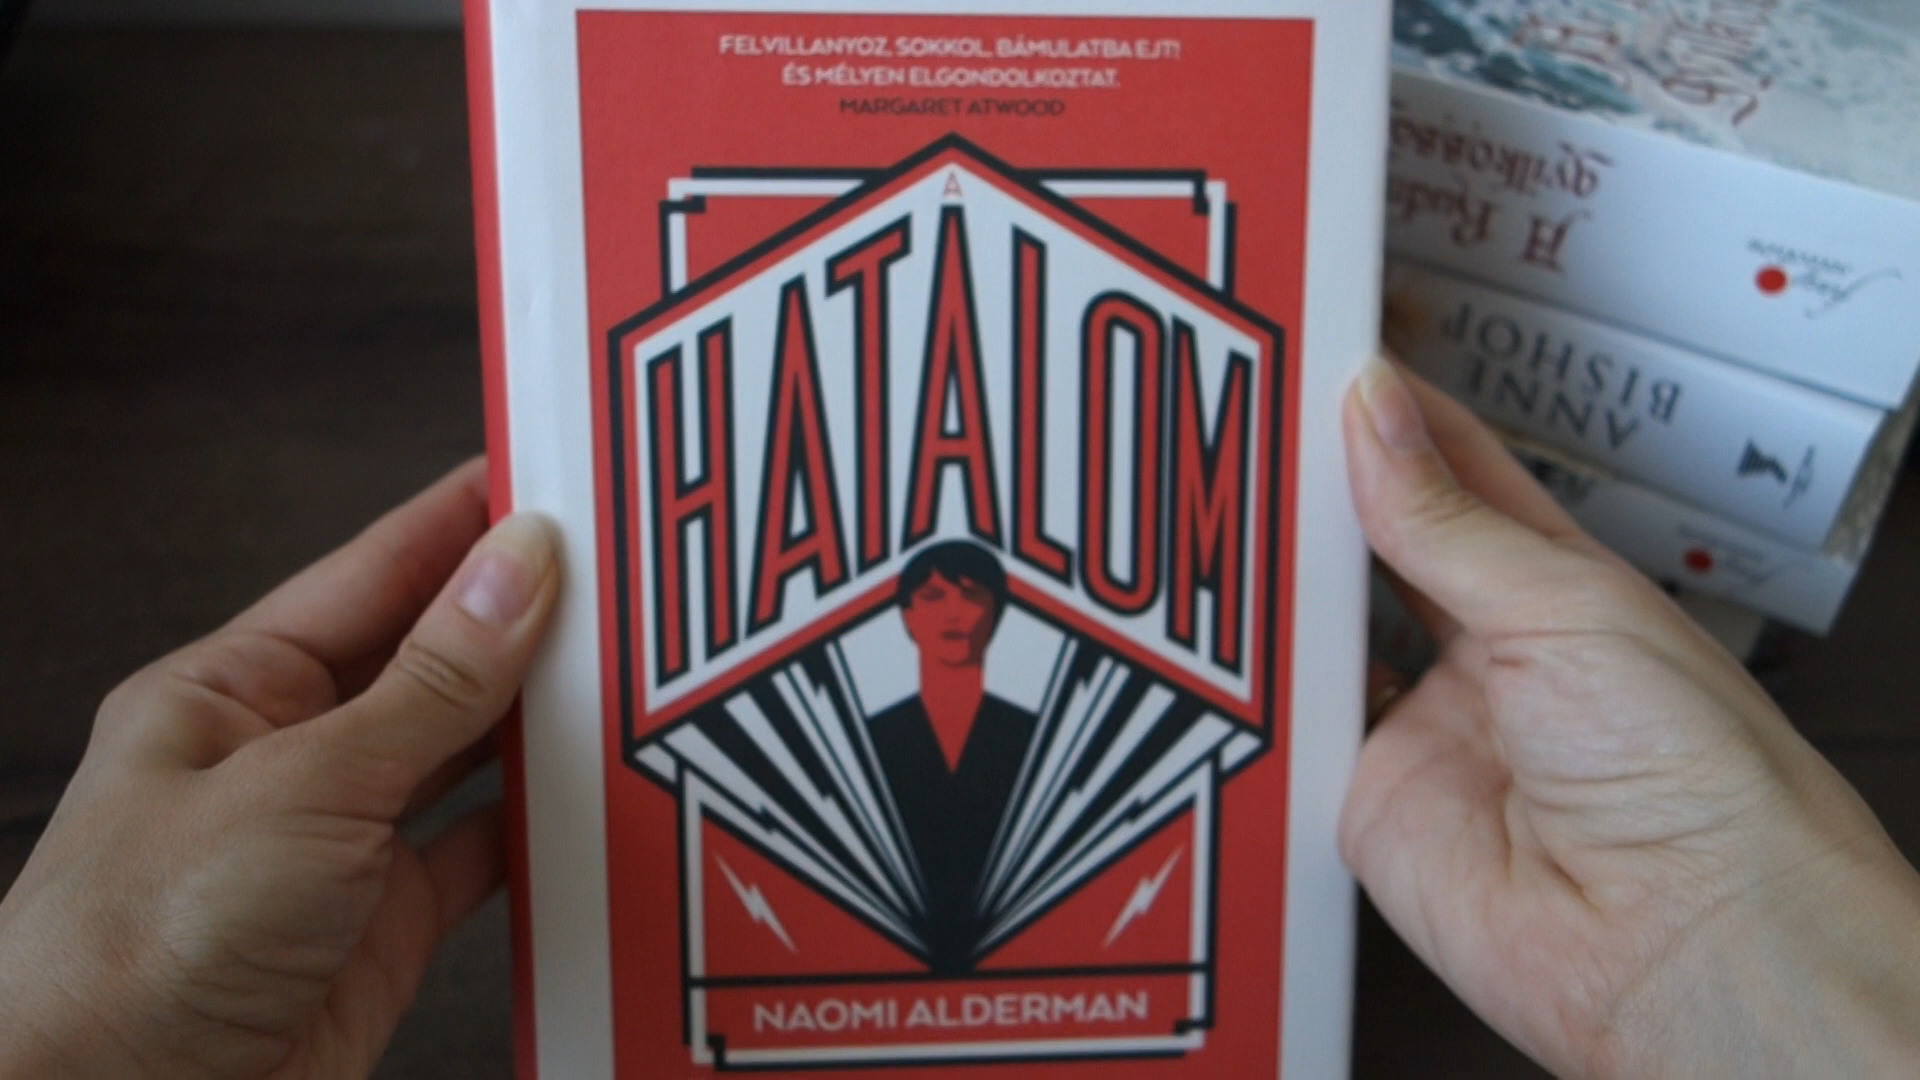 FELVILLANYOZ, SOKKOL, BÁMULATBA EJT!
ÉS MÉLYEN ELGONDOLKOZTAT.
MARGARET ATWOOD
A
HATALOM
NAOMI ALDERMAN
A
ANNE
BISHOP